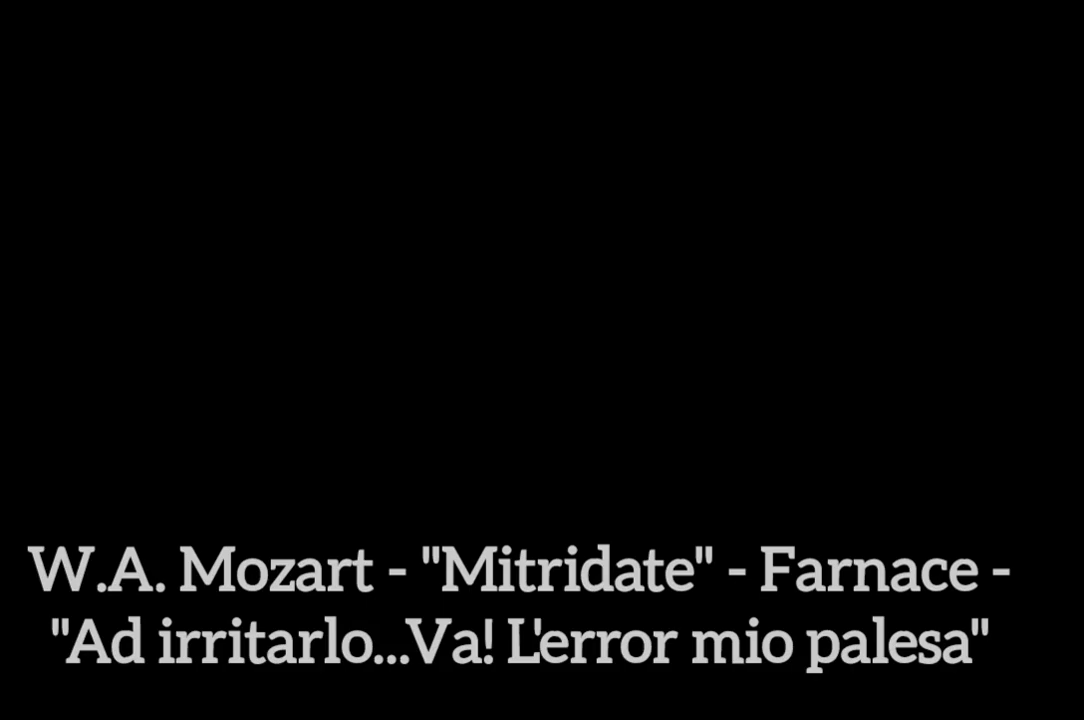 W.A. Mozart - "Mitridate" - Farnace -
"Ad irritarlo...Va! L'error mio palesa"